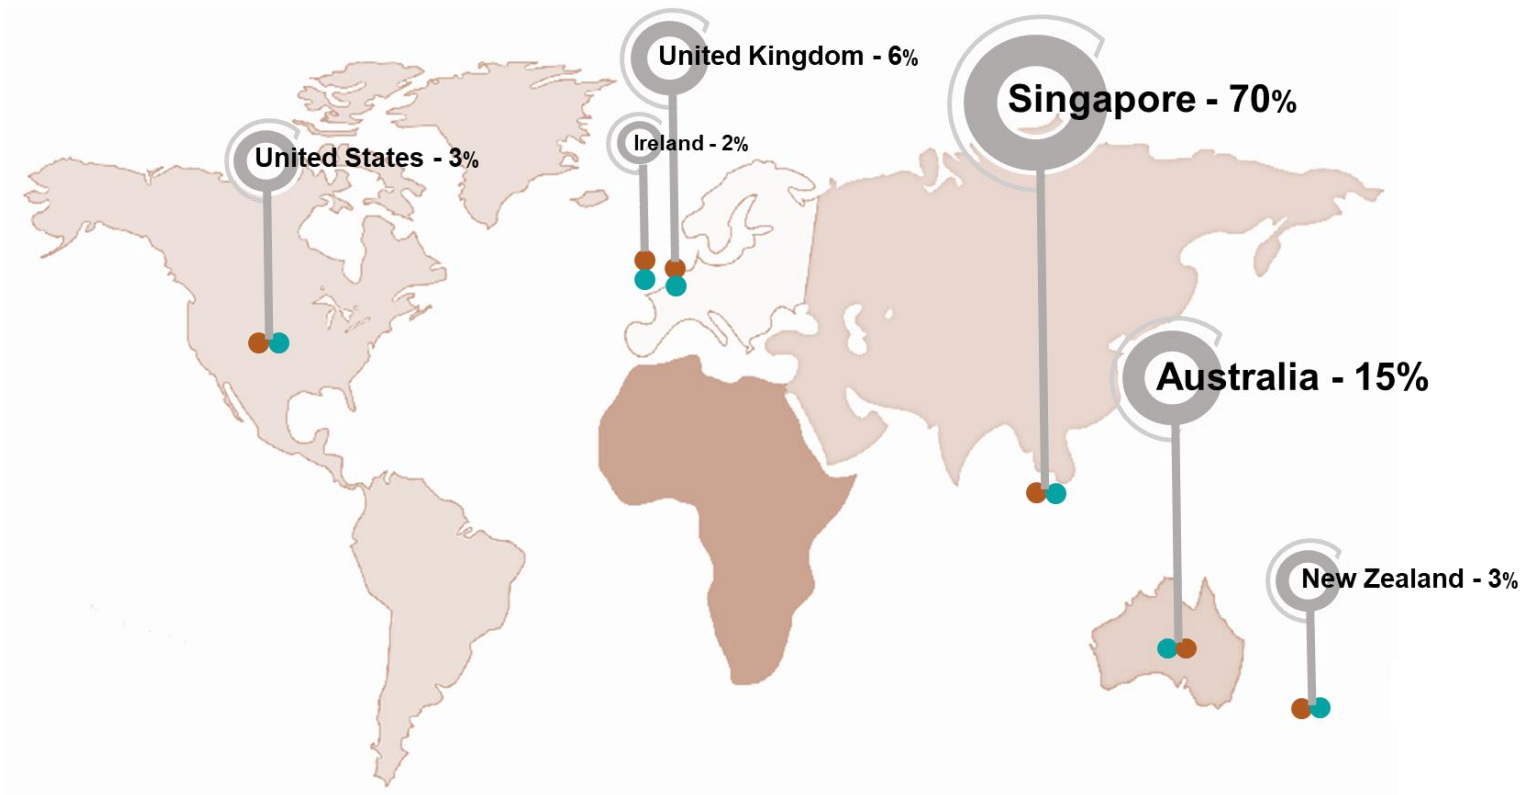 United Kingdom - 6%
Singapore - 70%
Ireland - 2%
United States - 3%
Australia - 15%
New Zealand - 3%